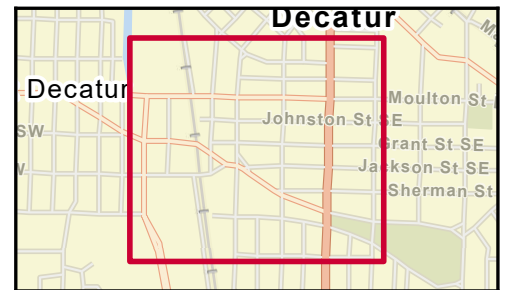 Decatur
Decatur
Moulton St
Johnston St SE
SW
Grant St SE
Jackson St SE
Sherman St